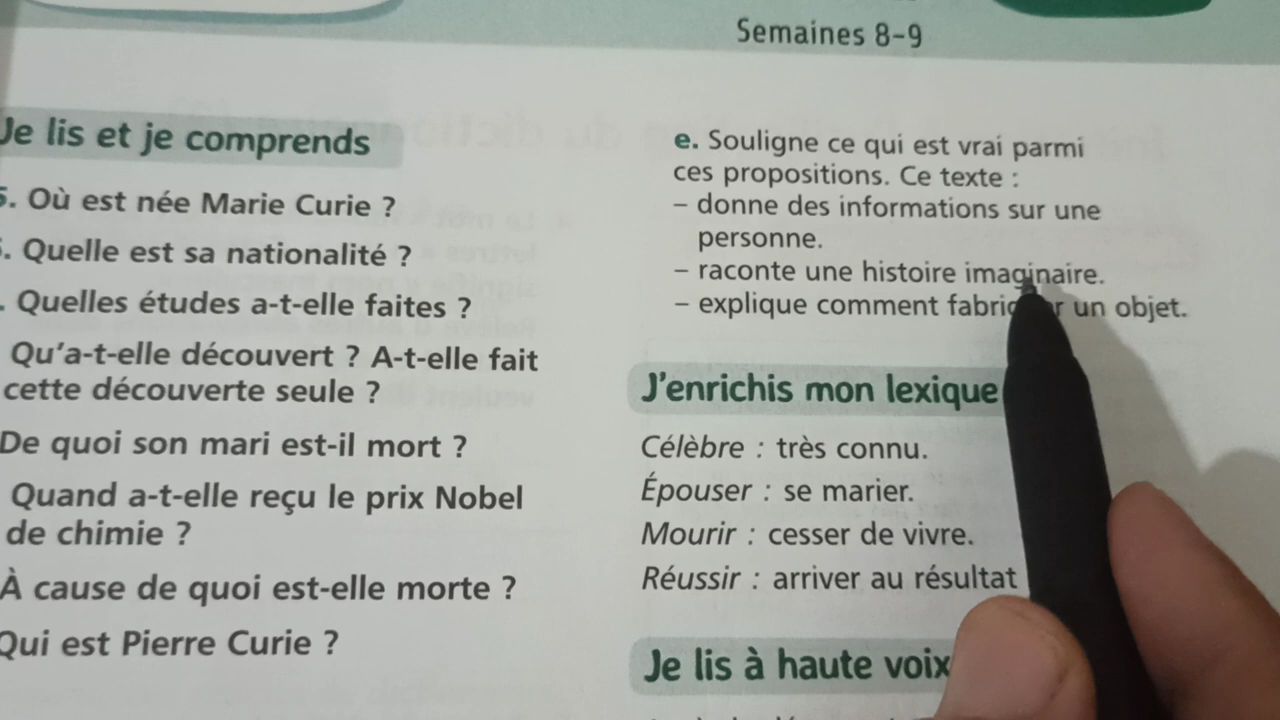 Semaines 8-9
Je lis et je comprends
. Où est née Marie Curie ?
. Quelle est sa nationalité ?
. Quelles études a-t-elle faites ?
Qu'a-t-elle découvert ? A-t-elle fait
cette découverte seule ?
De quoi son mari est-il mort ?
Quand a-t-elle reçu le prix Nobel
de chimie ?
À cause de quoi est-elle morte ?
Qui est Pierre Curie ?
e. Souligne ce qui est vrai parmi
ces propositions. Ce texte :
– donne des informations sur une
personne.
– raconte une histoire imaginaire.
– explique comment un objet.
J'enrichis mon lexique
Célèbre : très connu.
Épouser : se marier.
Mourir : cesser de vivre.
Réussir : arriver au résultat
Je lis à haute voix